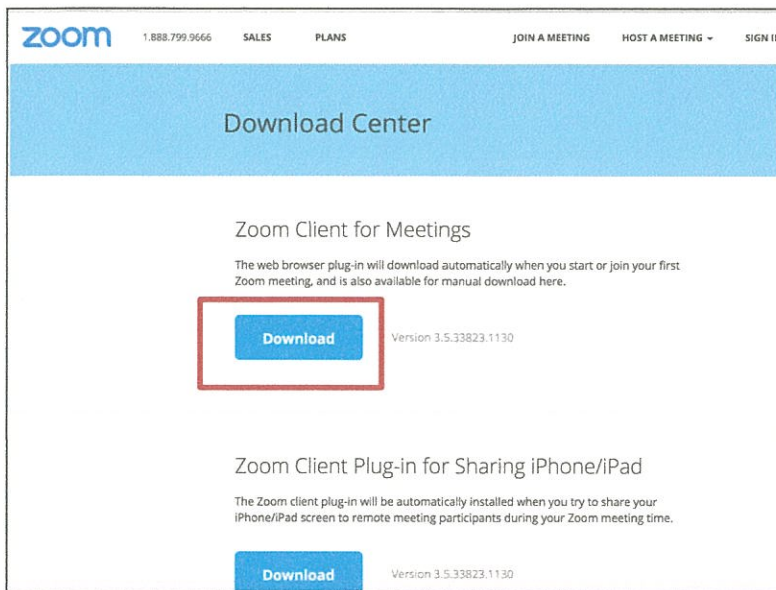 zoom 1.888.799.9666 SALES PLANS JOIN A MEETING HOST A MEETING SIGN
Download Center
Zoom Client for Meetings
The web browser plug-in will download automatically when you start or join your first
Zoom meeting, and is also available for manual download here.
Download Version 3.5.33823.1130
Zoom Client Plug-in for Sharing iPhone/iPad
The Zoom client plug-in will be automatically installed when you try to share your
iPhone/iPad screen to remote meeting participants during your Zoom meeting time.
Download Version 3.5.33823.1130